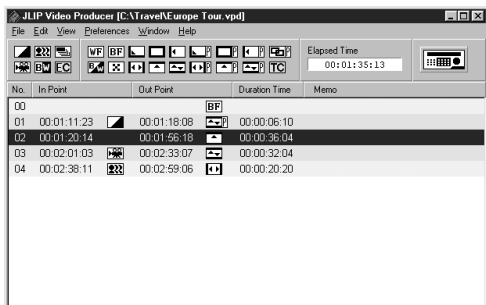 JLIP Video Producer [C:\Travel\Europe Tour.vpd]
File Edit View Preferences Window Help
WF BF P P P
Elapsed Time
00:01:35:13
BW EC B/W P P P TC
No. In Point Out Point Duration Time Memo
00 BF
01 00:01:11:23 00:01:18:08 P 00:00:06:10
02 00:01:20:14 00:01:56:18 00:00:36:04
03 00:02:01:03 00:02:33:07 00:00:32:04
04 00:02:38:11 00:02:59:06 00:00:20:20